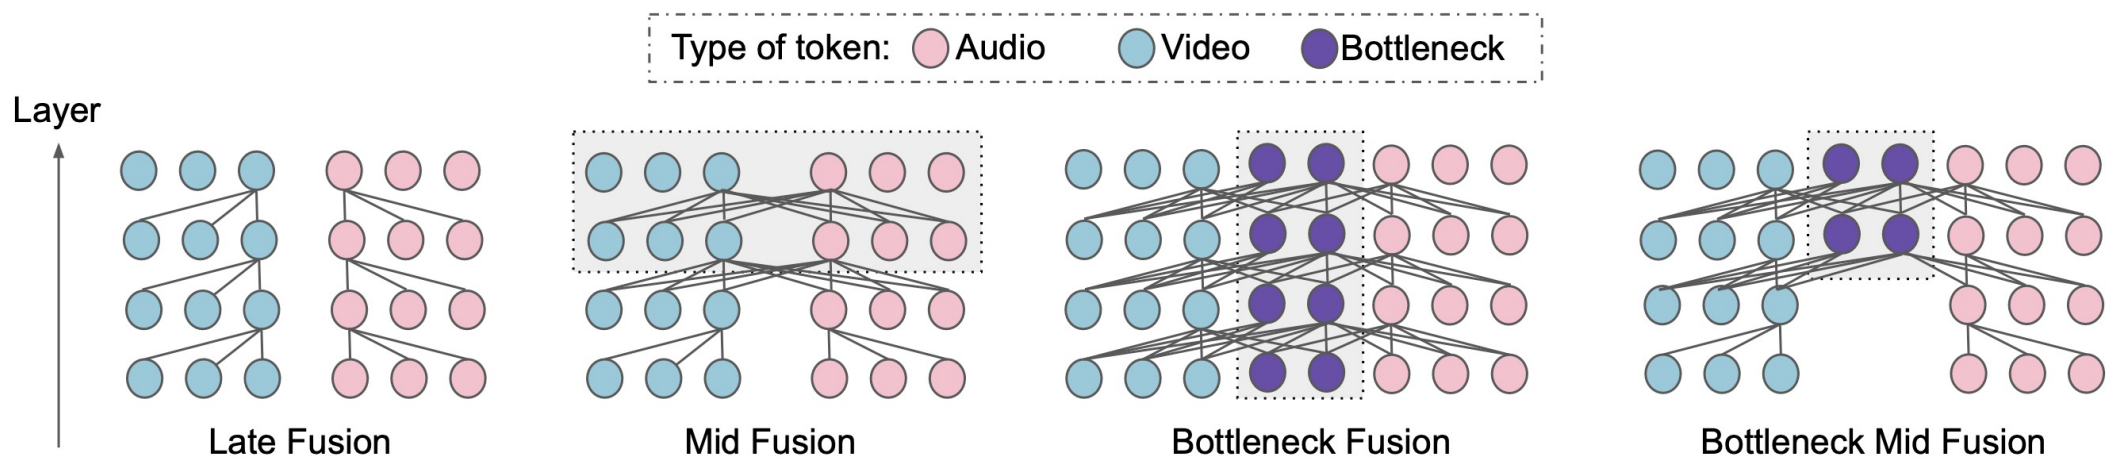 Type of token: Audio Video Bottleneck
Layer
Late Fusion Mid Fusion Bottleneck Fusion Bottleneck Mid Fusion